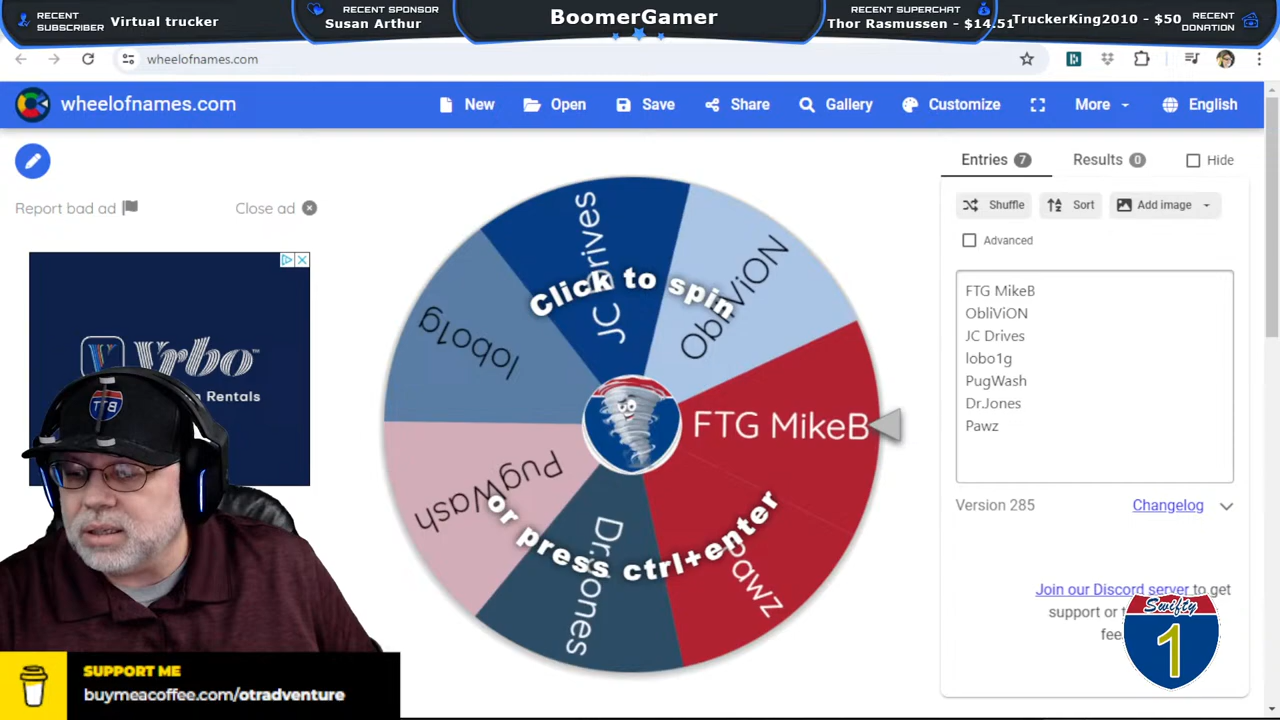 RECENT SUBSCRIBER
Virtual trucker
RECENT SPONSOR
Susan Arthur
BoomerGamer
RECENT SUPERCHAT
Thor Rasmussen - $14.51
TruckerKing2010 - $50
RECENT DONATION
wheelofnames.com
wheelofnames.com
New
Open
Save
Share
Gallery
Customize
More
English
Report bad ad
Close ad
Vrbo™
Rentals
TTB
JC Drives
ObliViON
lobo1g
FTG MikeB
PugWash
Dr.Jones
Pawz
Click to spin
or press ctrl+enter
Entries 7
Results 0
Hide
Shuffle
Sort
Add image
Advanced
FTG MikeB
ObliViON
JC Drives
lobo1g
PugWash
Dr.Jones
Pawz
Version 285
Changelog
Join our Discord server to get
support or
Swifty
1
SUPPORT ME
buymeacoffee.com/otradventure